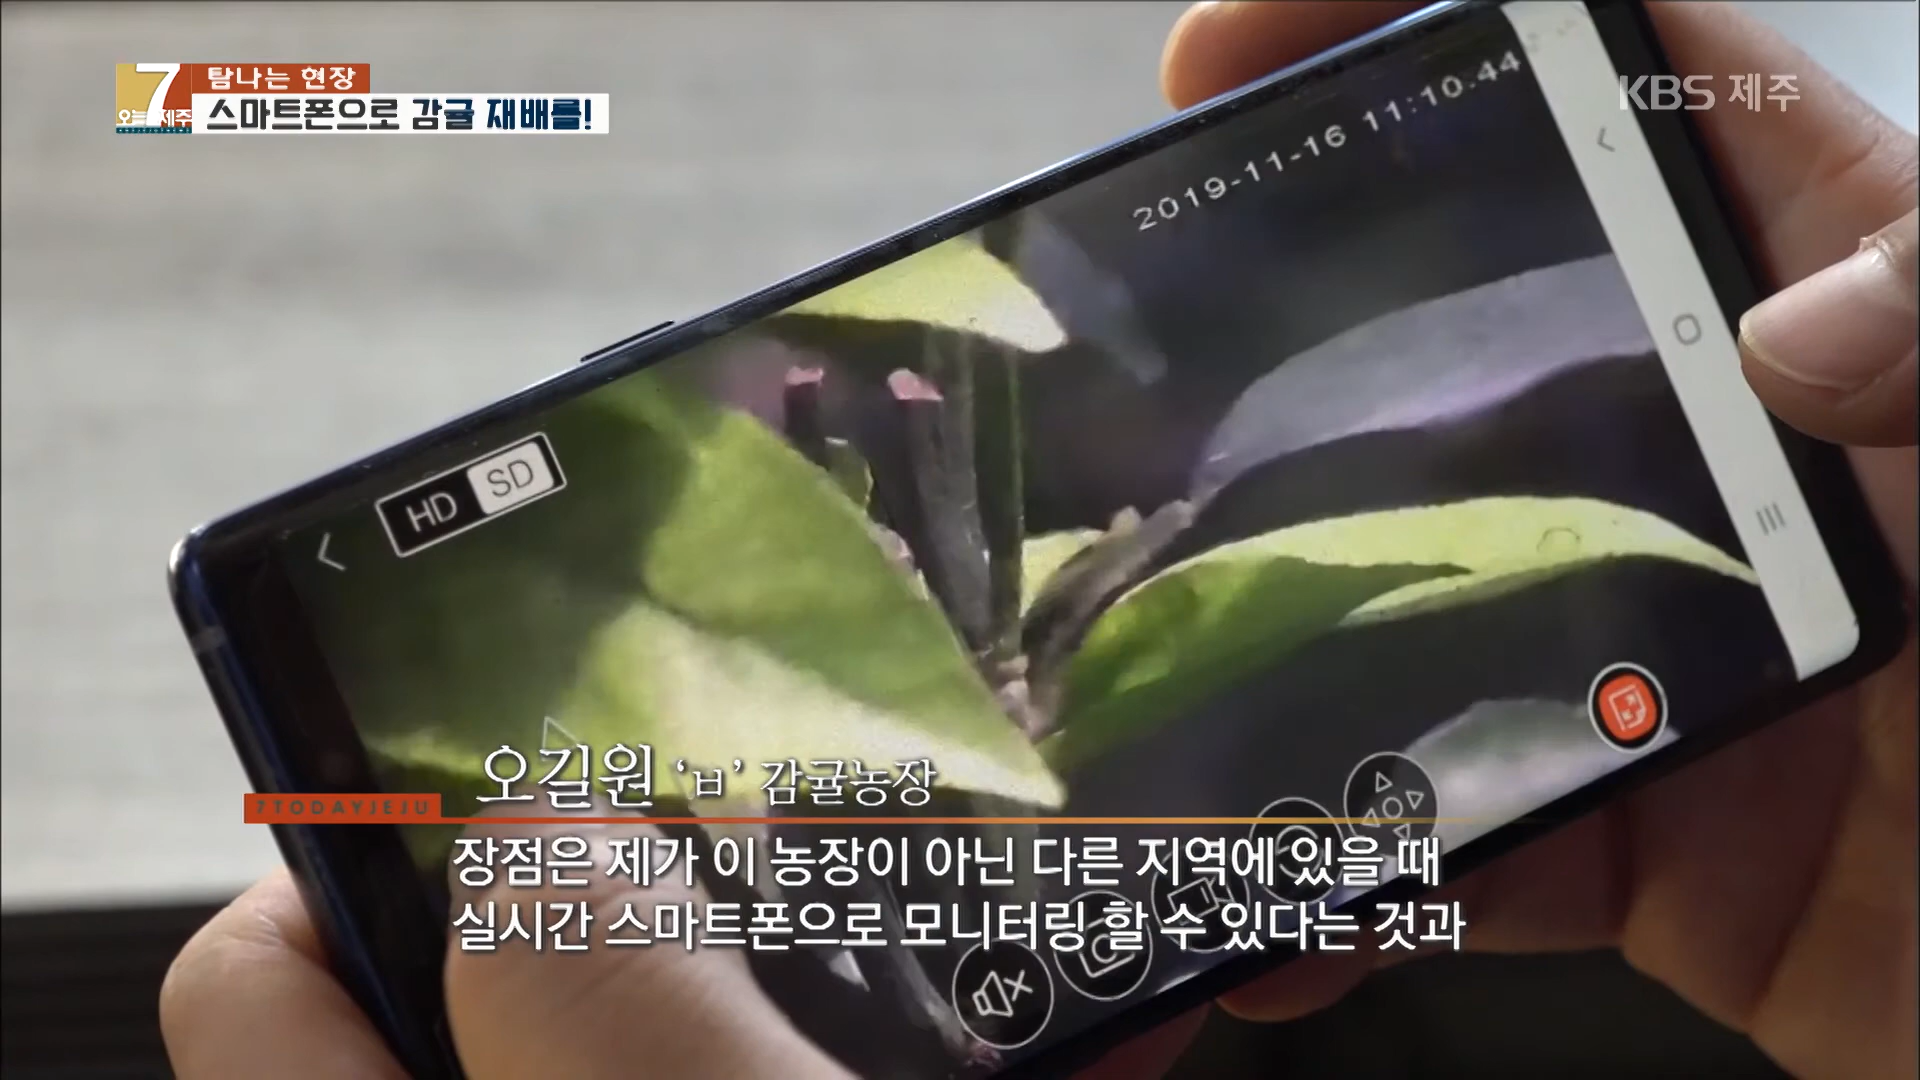 7 탐나는 현장
오늘 제주 스마트폰으로 감귤 재배를!
KBS 제주
2019-11-16 11:10:44
HD SD
오길원 ‘ㅂ’ 감귤농장
7TODAYJEJU
장점은 제가 이 농장이 아닌 다른 지역에 있을 때
실시간 스마트폰으로 모니터링 할 수 있다는 것과